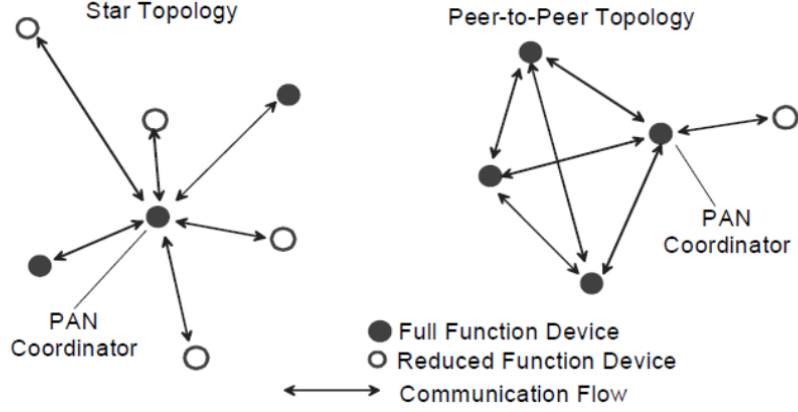 Star Topology
Peer-to-Peer Topology
PAN
Coordinator
PAN
Coordinator
Full Function Device
Reduced Function Device
Communication Flow